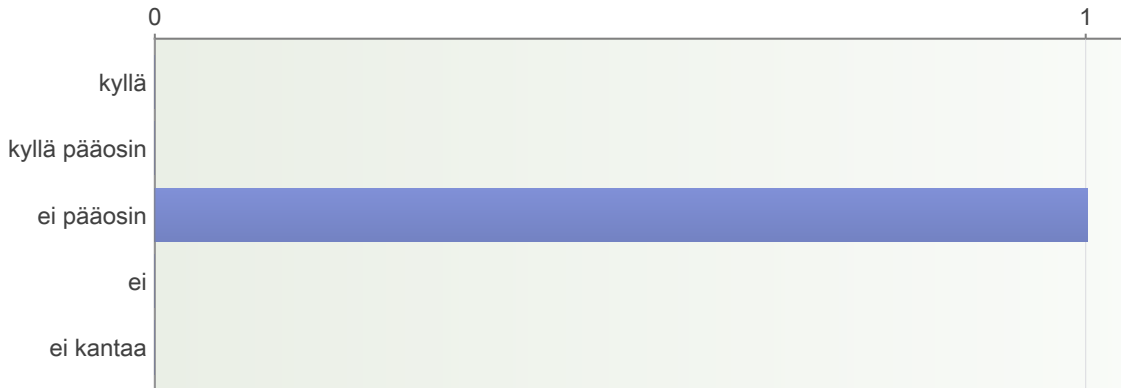 0 1
kyllä
kyllä pääosin
ei pääosin
ei
ei kantaa